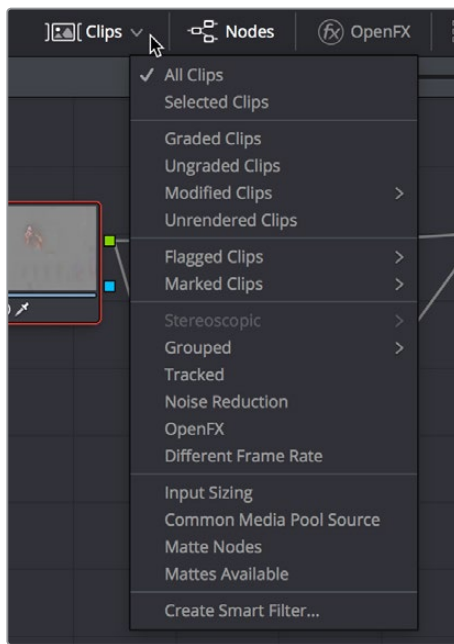 Clips
Nodes
fx OpenFX
All Clips
Selected Clips
Graded Clips
Ungraded Clips
Modified Clips
Unrendered Clips
Flagged Clips
Marked Clips
Stereoscopic
Grouped
Tracked
Noise Reduction
OpenFX
Different Frame Rate
Input Sizing
Common Media Pool Source
Matte Nodes
Mattes Available
Create Smart Filter...